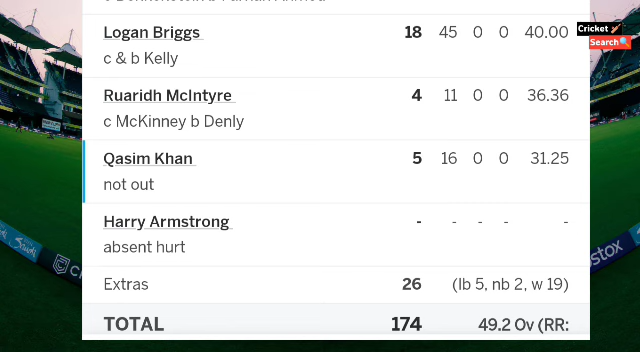 Logan Briggs 18 45 0 0 40.00
c & b Kelly
Ruaridh McIntyre 4 11 0 0 36.36
c McKinney b Denly
Qasim Khan 5 16 0 0 31.25
not out
Harry Armstrong - - - - -
absent hurt
Extras 26 (lb 5, nb 2, w 19)
TOTAL 174 49.2 Ov (RR:
Cricket 🏏
Search🔍
stox